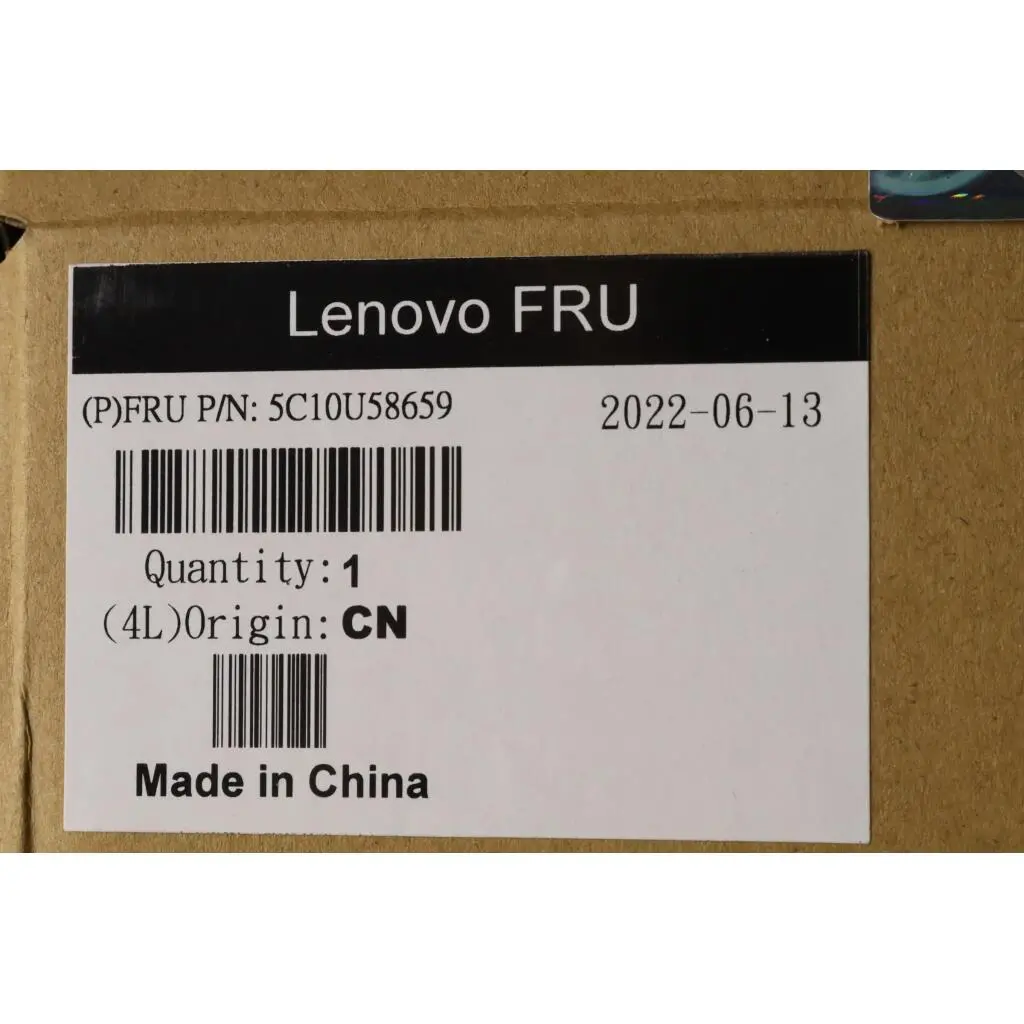 Lenovo FRU
(P)FRU P/N: 5C10U58659
2022-06-13
Quantity: 1
(4L)Origin: CN
Made in China